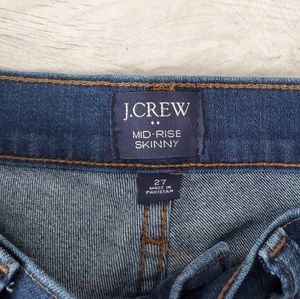 J.CREW
MID-RISE
SKINNY
27
MADE IN
PAKISTAN